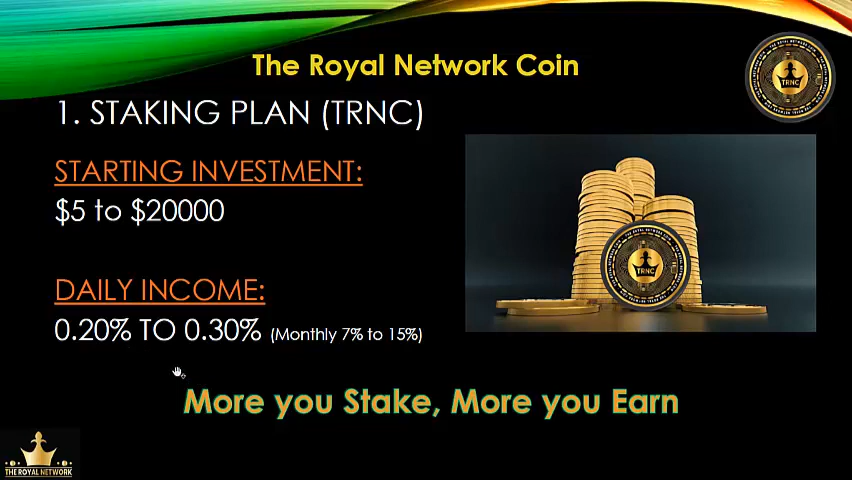 The Royal Network Coin
TRNC
1. STAKING PLAN (TRNC)
STARTING INVESTMENT:
$5 to $20000
TRNC
DAILY INCOME:
0.20% TO 0.30% (Monthly 7% to 15%)
More you Stake, More you Earn
THE ROYAL NETWORK